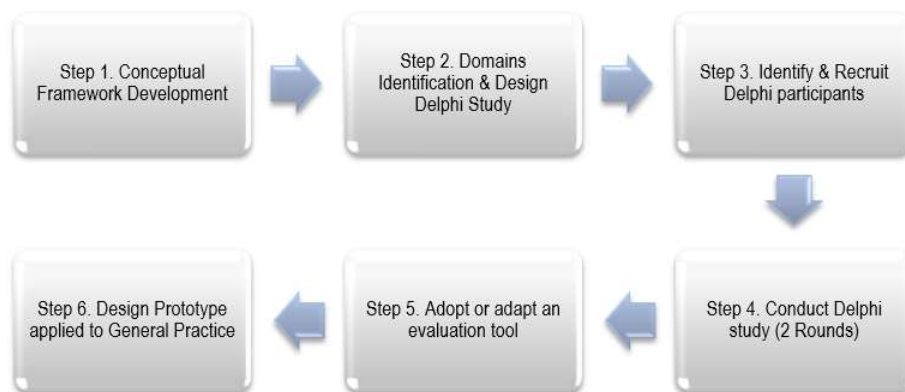 Step 1. Conceptual
Framework Development
Step 2. Domains
Identification & Design
Delphi Study
Step 3. Identify & Recruit
Delphi participants
Step 4. Conduct Delphi
study (2 Rounds)
Step 5. Adopt or adapt an
evaluation tool
Step 6. Design Prototype
applied to General Practice